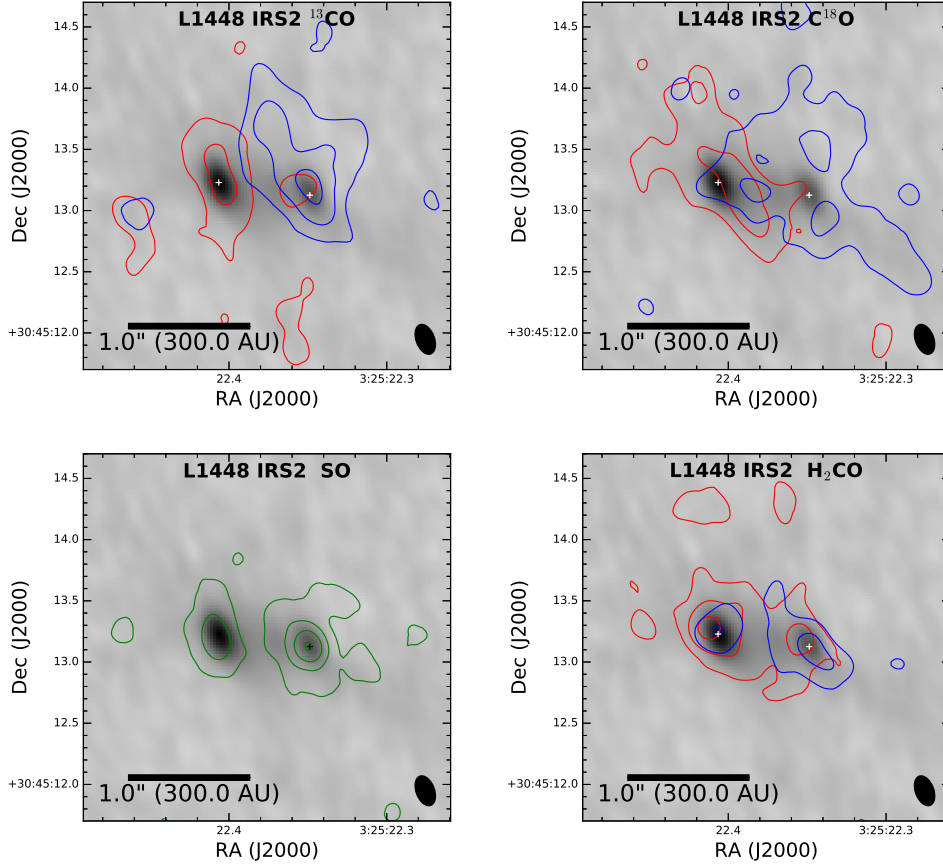 L1448 IRS2 ¹³CO
14.5
14.0
13.5
13.0
12.5
+30:45:12.0
Dec (J2000)
1.0" (300.0 AU)
22.4
3:25:22.3
RA (J2000)
L1448 IRS2 C¹⁸O
14.5
14.0
13.5
13.0
12.5
+30:45:12.0
Dec (J2000)
1.0" (300.0 AU)
22.4
3:25:22.3
RA (J2000)
L1448 IRS2 SO
14.5
14.0
13.5
13.0
12.5
+30:45:12.0
Dec (J2000)
1.0" (300.0 AU)
22.4
3:25:22.3
RA (J2000)
L1448 IRS2 H₂CO
14.5
14.0
13.5
13.0
12.5
+30:45:12.0
Dec (J2000)
1.0" (300.0 AU)
22.4
3:25:22.3
RA (J2000)